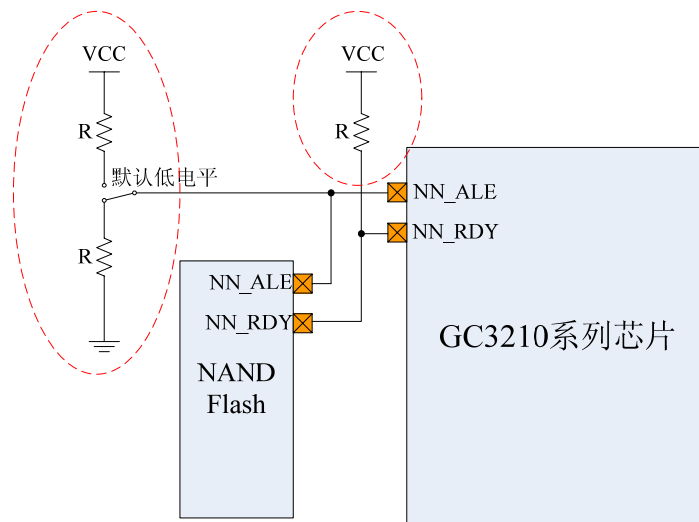 VCC
VCC
R
R
默认低电平
NN_ALE
NN_RDY
R
NN_ALE
NN_RDY
GC3210系列芯片
NAND
Flash